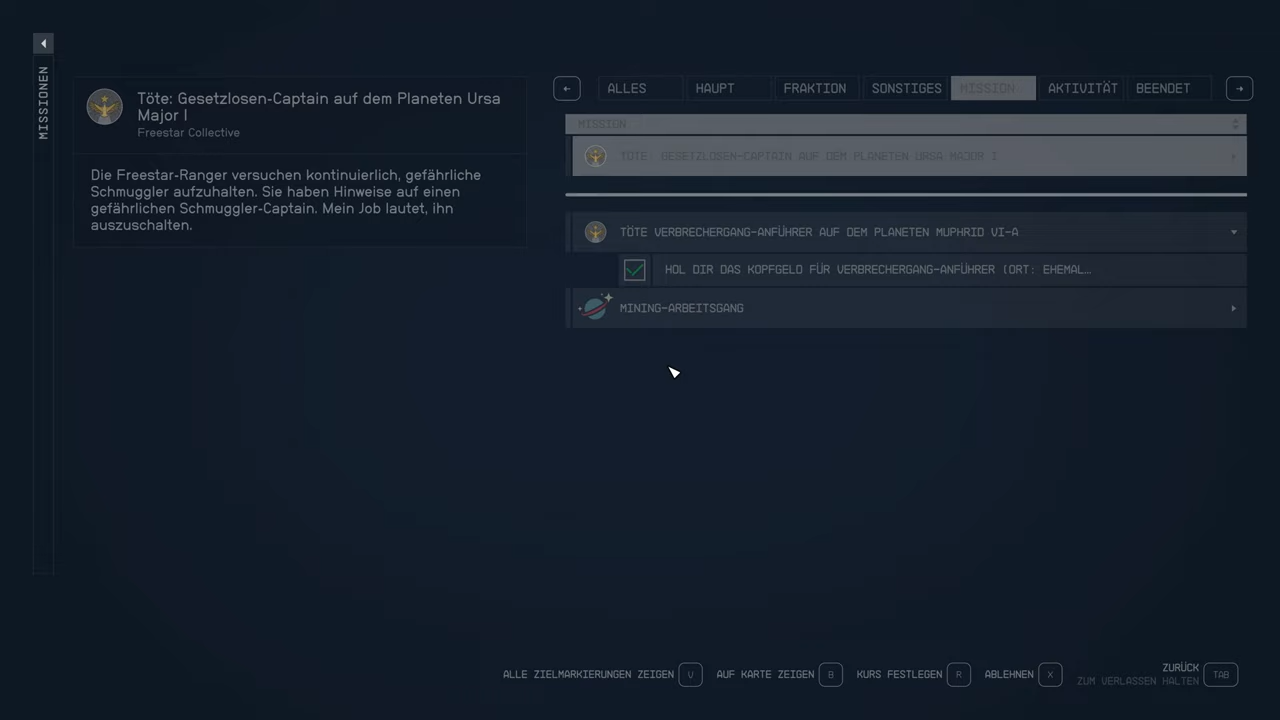 MISSIONEN
Töte: Gesetzlosen-Captain auf dem Planeten Ursa
Major I
Freestar Collective
Die Freestar-Ranger versuchen kontinuierlich, gefährliche
Schmuggler aufzuhalten. Sie haben Hinweise auf einen
gefährlichen Schmuggler-Captain. Mein Job lautet, ihn
auszuschalten.
ALLES HAUPT FRAKTION SONSTIGES MISSION AKTIVITÄT BEENDET
MISSION
TÖTE: GESETZLOSEN-CAPTAIN AUF DEM PLANETEN URSA MAJOR I
TÖTE VERBRECHERGANG-ANFÜHRER AUF DEM PLANETEN MUPHRID VI-A
HOL DIR DAS KOPFGELD FÜR VERBRECHERGANG-ANFÜHRER (ORT: EHEMAL…
MINING-ARBEITSGANG
ALLE ZIELMARKIERUNGEN ZEIGEN V AUF KARTE ZEIGEN B KURS FESTLEGEN R ABLEHNEN X ZURÜCK TAB
ZUM VERLASSEN HALTEN